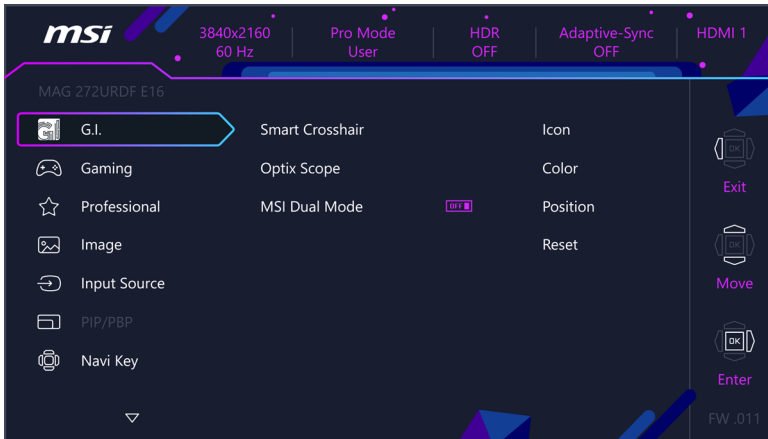 msi
3840x2160
60 Hz
Pro Mode
User
HDR
OFF
Adaptive-Sync
OFF
HDMI 1
MAG 272URDF E16
G.I.
Smart Crosshair
Icon
Gaming
Optix Scope
Color
Professional
MSI Dual Mode
OFF
Position
Image
Reset
Input Source
PIP/PBP
Navi Key
OK
Exit
OK
Move
OK
Enter
FW .011